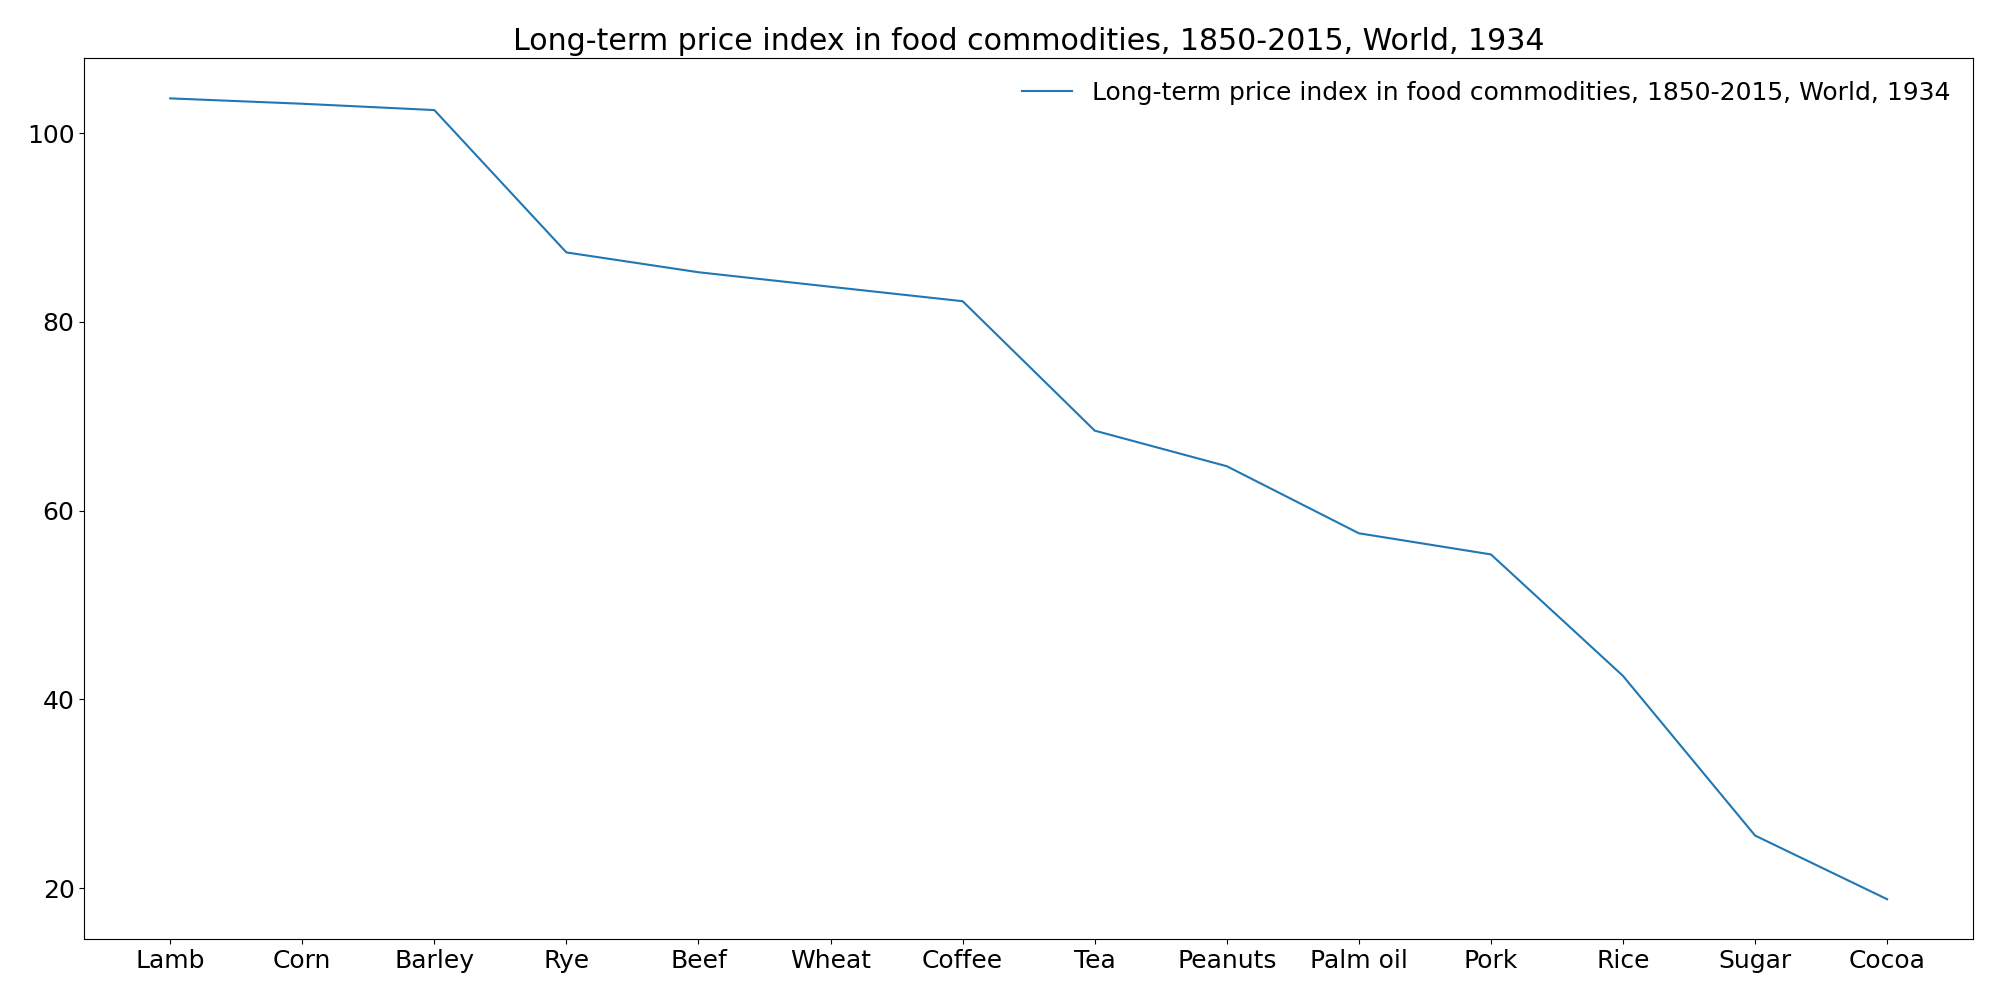 Long-term price index in food commodities, 1850-2015, World, 1934
Long-term price index in food commodities, 1850-2015, World, 1934
100
80
60
40
20
Lamb Corn Barley Rye Beef Wheat Coffee Tea Peanuts Palm oil Pork Rice Sugar Cocoa